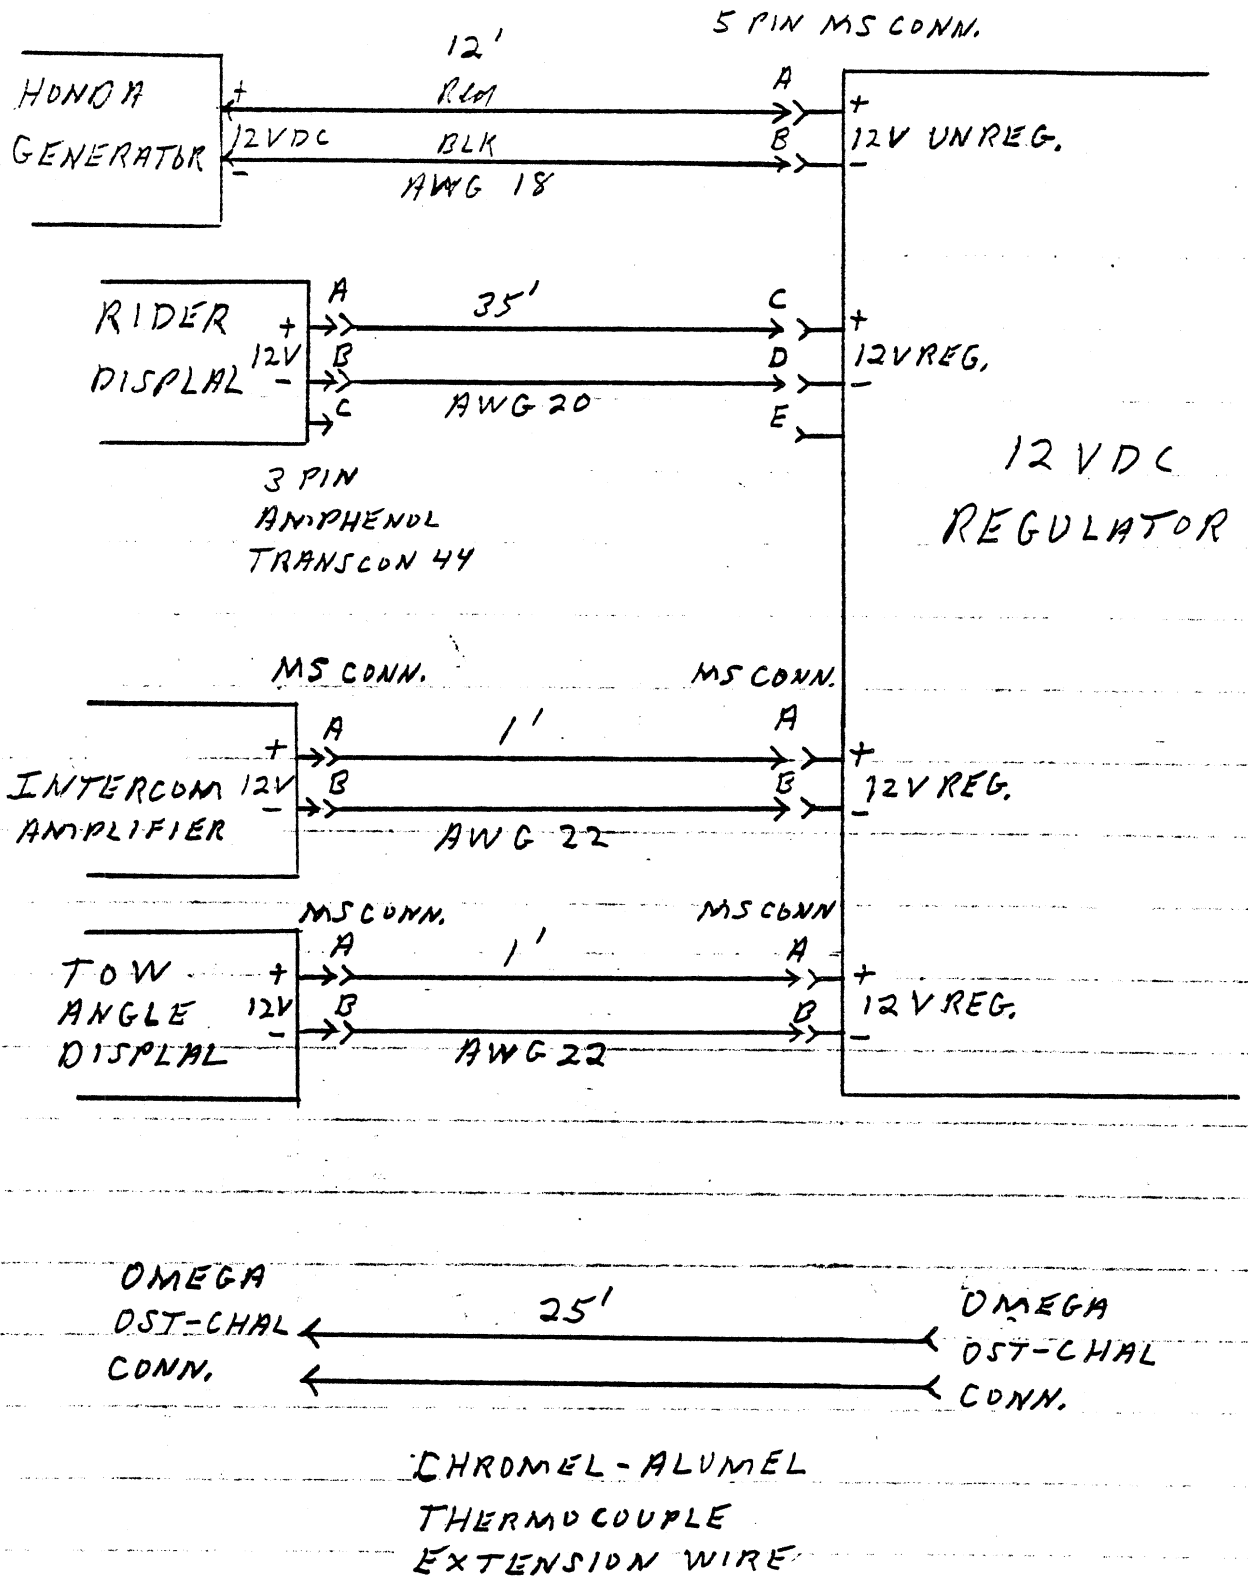 5 PIN MS CONN.
12'
HONDA
GENERATOR
+
12VDC
-
Red
BLK
AWG 18
A
B
+
12V UNREG.
-
RIDER
DISPLAL
+
12V
-
A
B
C
35'
AWG 20
C
D
E
+
12V REG.
-
12 VDC
REGULATOR
3 PIN
AMPHENOL
TRANSCON 44
MS CONN.
MS CONN.
INTERCOM
AMPLIFIER
+
12V
-
A
B
1'
AWG 22
A
B
+
12V REG.
-
MS CONN.
MS CONN
TOW
ANGLE
DISPLAL
+
12V
-
A
B
1'
AWG 22
A
B
+
12V REG.
-
OMEGA
OST-CHAL
CONN.
25'
OMEGA
OST-CHAL
CONN.
CHROMEL-ALUMEL
THERMOCOUPLE
EXTENSION WIRE